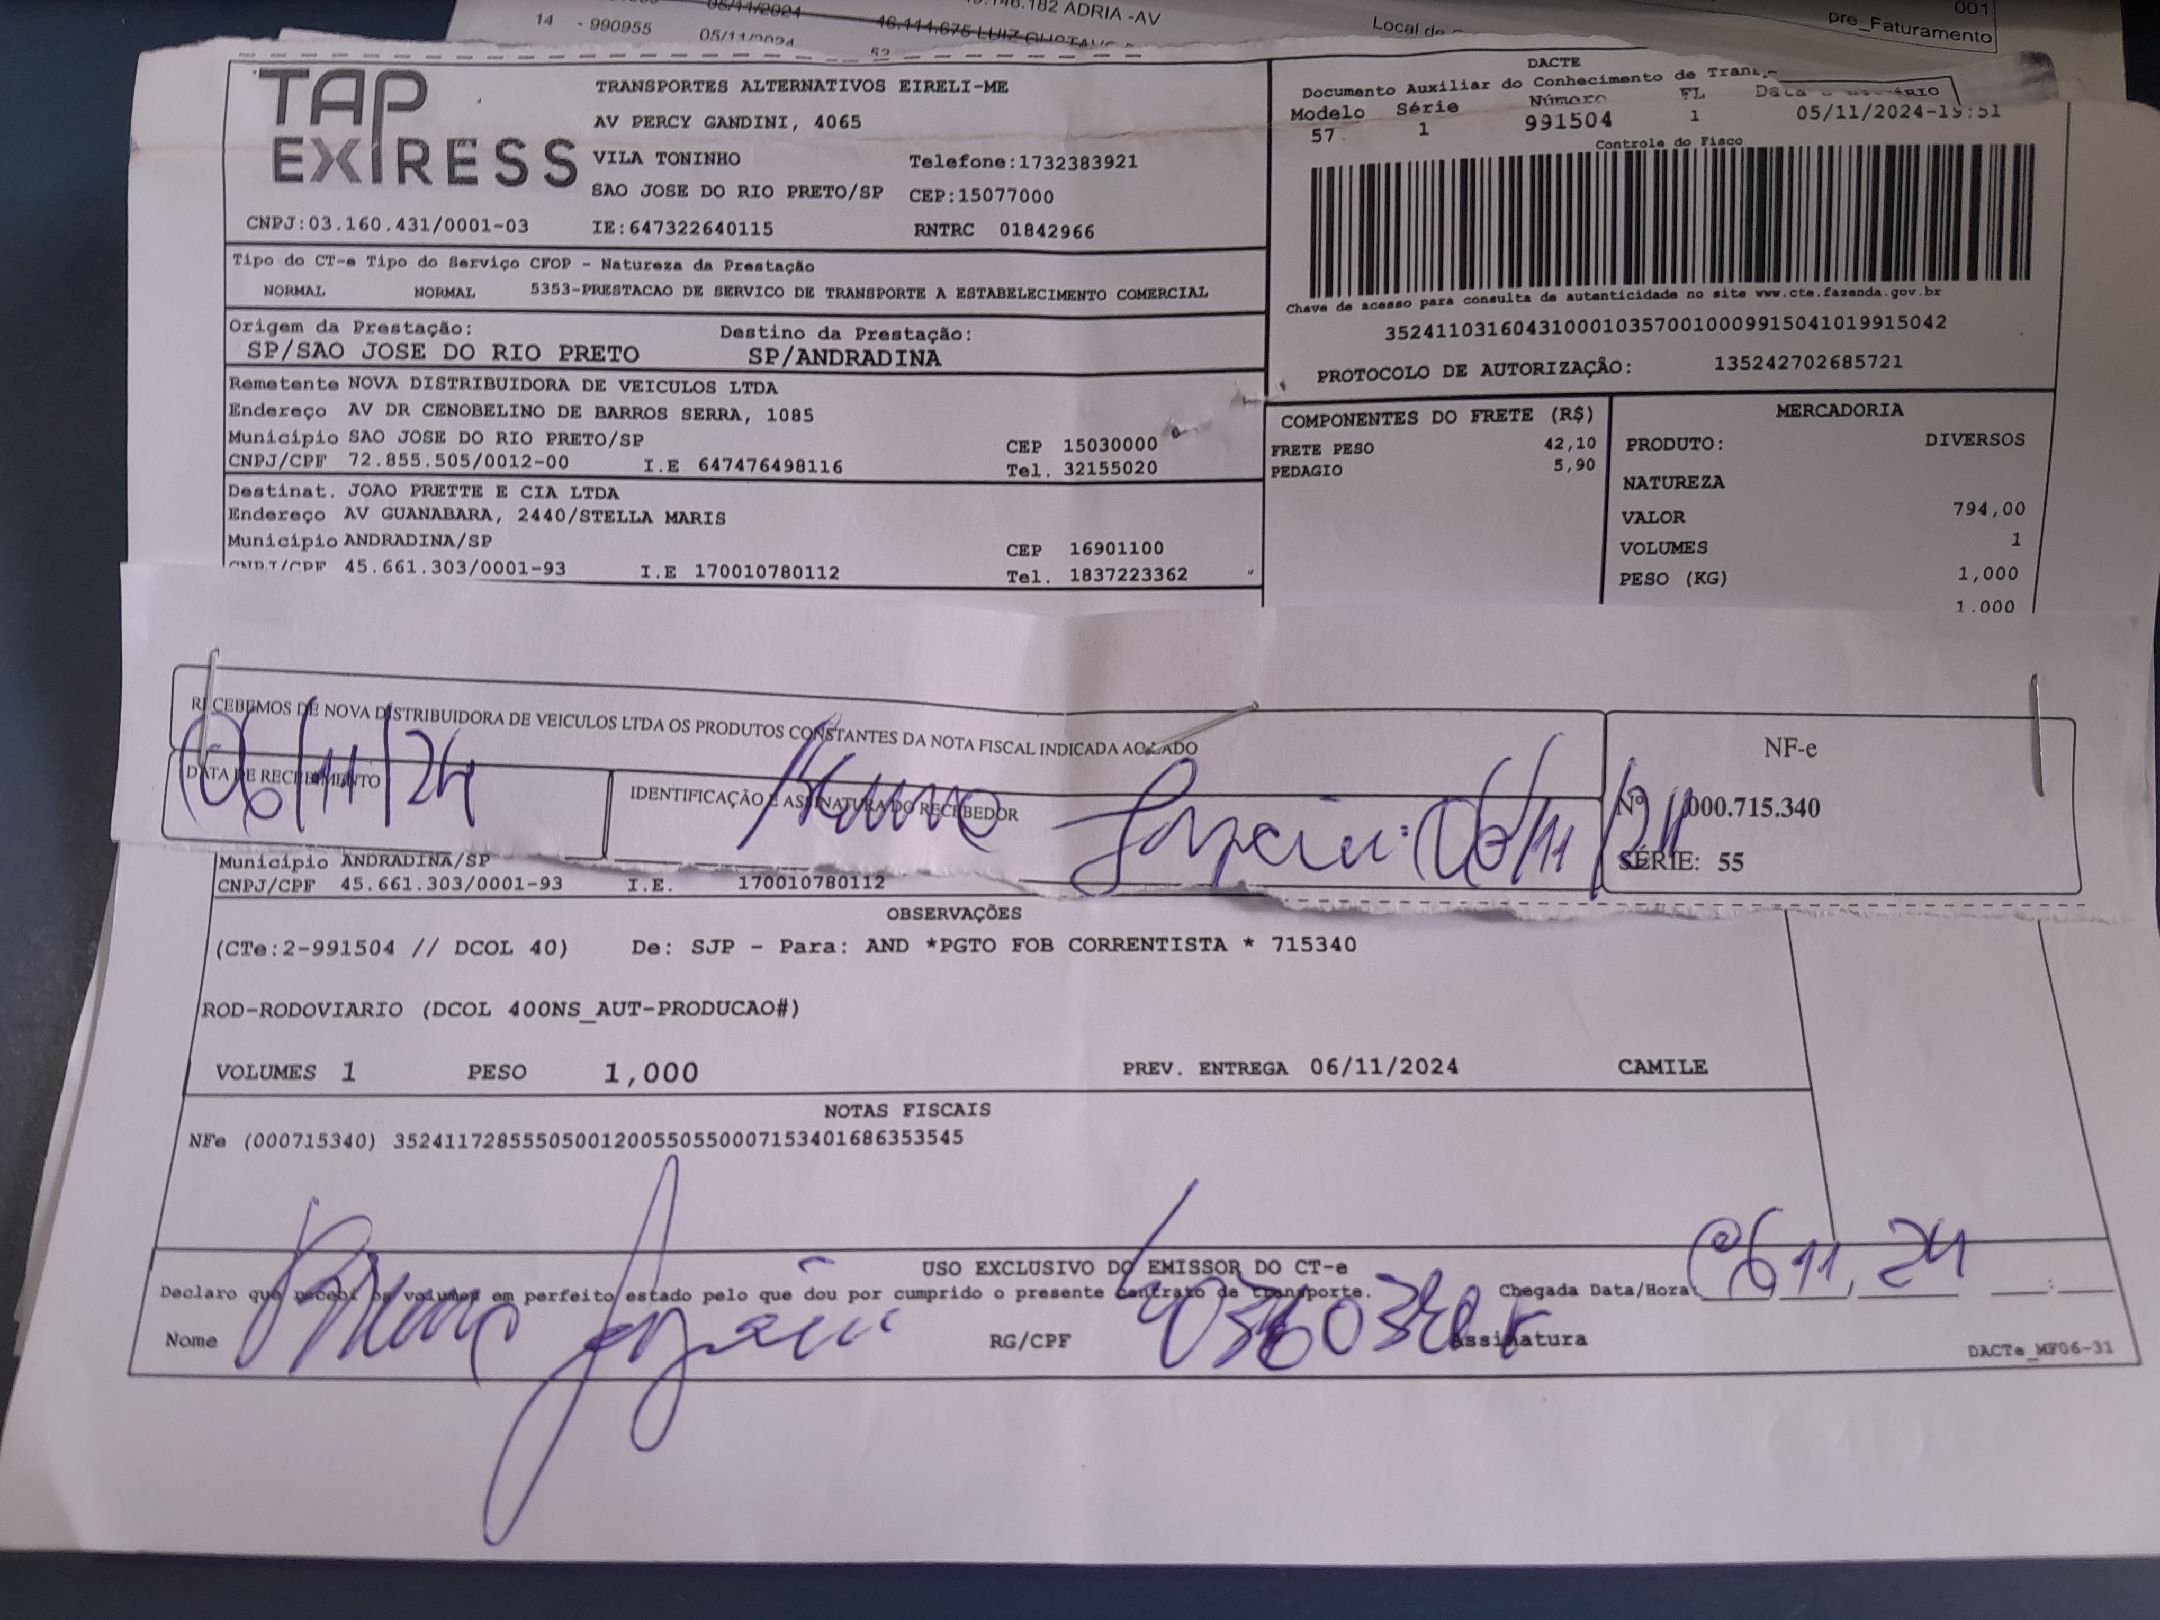 146.182 ADRIA -AV
001
05/11/2024
14 - 990955 05/11/2024 46.114.675 LUIZ GUSTAVO
Local de
pre_Faturamento
52
TAP
EXPRESS
TRANSPORTES ALTERNATIVOS EIRELI-ME
AV PERCY GANDINI, 4065
VILA TONINHO Telefone:1732383921
SAO JOSE DO RIO PRETO/SP CEP:15077000
CNPJ:03.160.431/0001-03 IE:647322640115 RNTRC 01842966
DACTE
Documento Auxiliar do Conhecimento de
Modelo Série Número FL Data
57 1 991504 1 05/11/2024-19:51
Controle do Fisco
Chave de acesso para consulta de autenticidade no site www.cte.fazenda.gov.br
35241103160431000103570010009915041019915042
PROTOCOLO DE AUTORIZAÇÂO: 135242702685721
Tipo do CT-e Tipo do Serviço CFOP - Natureza da Prestação
NORMAL NORMAL 5353-PRESTACAO DE SERVICO DE TRANSPORTE A ESTABELECIMENTO COMERCIAL
Origem da Prestação: Destino da Prestação:
SP/SAO JOSE DO RIO PRETO SP/ANDRADINA
Remetente NOVA DISTRIBUIDORA DE VEICULOS LTDA
Endereço AV DR CENOBELINO DE BARROS SERRA, 1085
Município SAO JOSE DO RIO PRETO/SP CEP 15030000
CNPJ/CPF 72.855.505/0012-00 I.E 647476498116 Tel. 32155020
Destinat. JOAO PRETTE E CIA LTDA
Endereço AV GUANABARA, 2440/STELLA MARIS
Município ANDRADINA/SP CEP 16901100
CNPJ/CPF 45.661.303/0001-93 I.E 170010780112 Tel. 1837223362
COMPONENTES DO FRETE (R$)
FRETE PESO 42,10
PEDAGIO 5,90
MERCADORIA
PRODUTO: DIVERSOS
NATUREZA
VALOR 794,00
VOLUMES 1
PESO (KG) 1,000
1.000
RECEBEMOS DE NOVA DISTRIBUIDORA DE VEICULOS LTDA OS PRODUTOS CONSTANTES DA NOTA FISCAL INDICADA AO LADO
DATA DE RECEBIMENTO
06/11/24
IDENTIFICAÇÃO E ASSINATURA DO RECEBEDOR
06/11/24
NF-e
Nº 000.715.340
SÉRIE: 55
Município ANDRADINA/SP
CNPJ/CPF 45.661.303/0001-93 I.E. 170010780112
OBSERVAÇÕES
(CTe:2-991504 // DCOL 40) De: SJP - Para: AND *PGTO FOB CORRENTISTA * 715340
ROD-RODOVIARIO (DCOL 400NS_AUT-PRODUCAO#)
VOLUMES 1 PESO 1,000 PREV. ENTREGA 06/11/2024 CAMILE
NOTAS FISCAIS
NFe (000715340) 35241172855505001200550550007153401686353545
USO EXCLUSIVO DO EMISSOR DO CT-e
Declaro que recebi os volumes em perfeito estado pelo que dou por cumprido o presente contrato de transporte. Chegada Data/Hora: 06 11 24 :
Nome RG/CPF Assinatura
DACTe_MF06-31